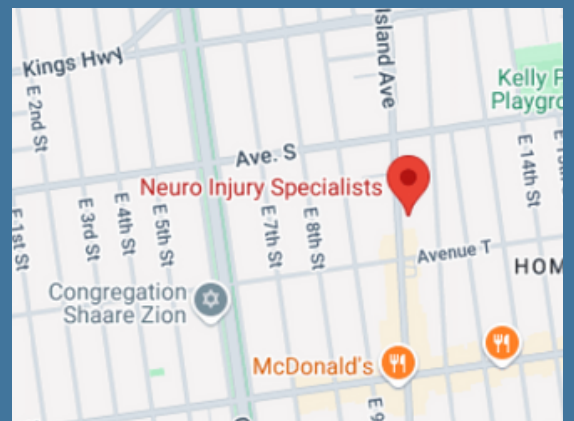 Island Ave
Kings Hwy
Kelly P
Playgro
E 2nd St
Ave. S
E 14th St
Neuro Injury Specialists
E 1st St
E 3rd St
E 4th St
E 5th St
E 7th St
E 8th St
Avenue T
HOM
Congregation
Shaare Zion
McDonald's
E 9